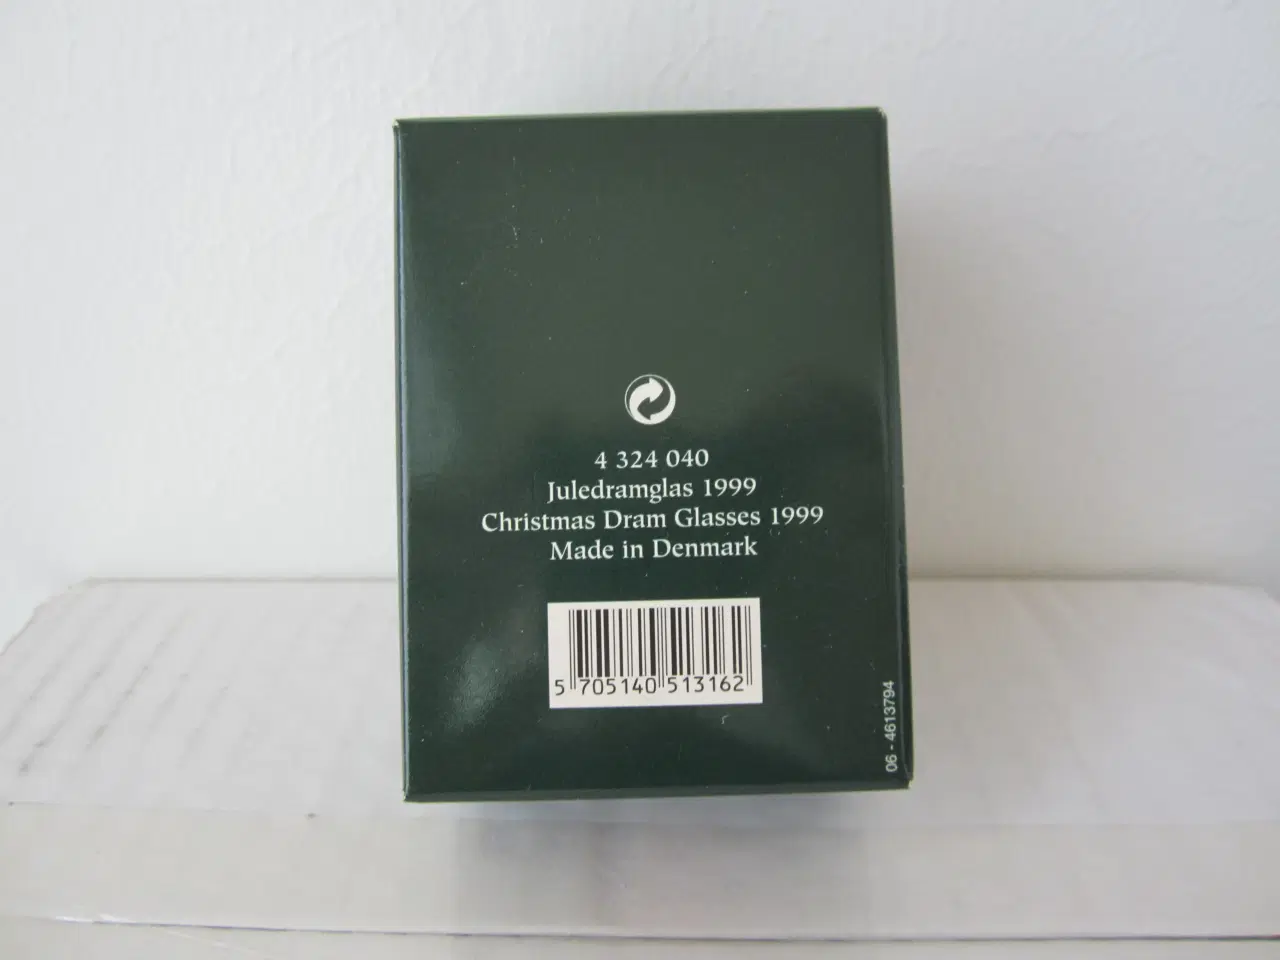 4 324 040
Juledramglas 1999
Christmas Dram Glasses 1999
Made in Denmark
5 705140 513162
06 - 4613794